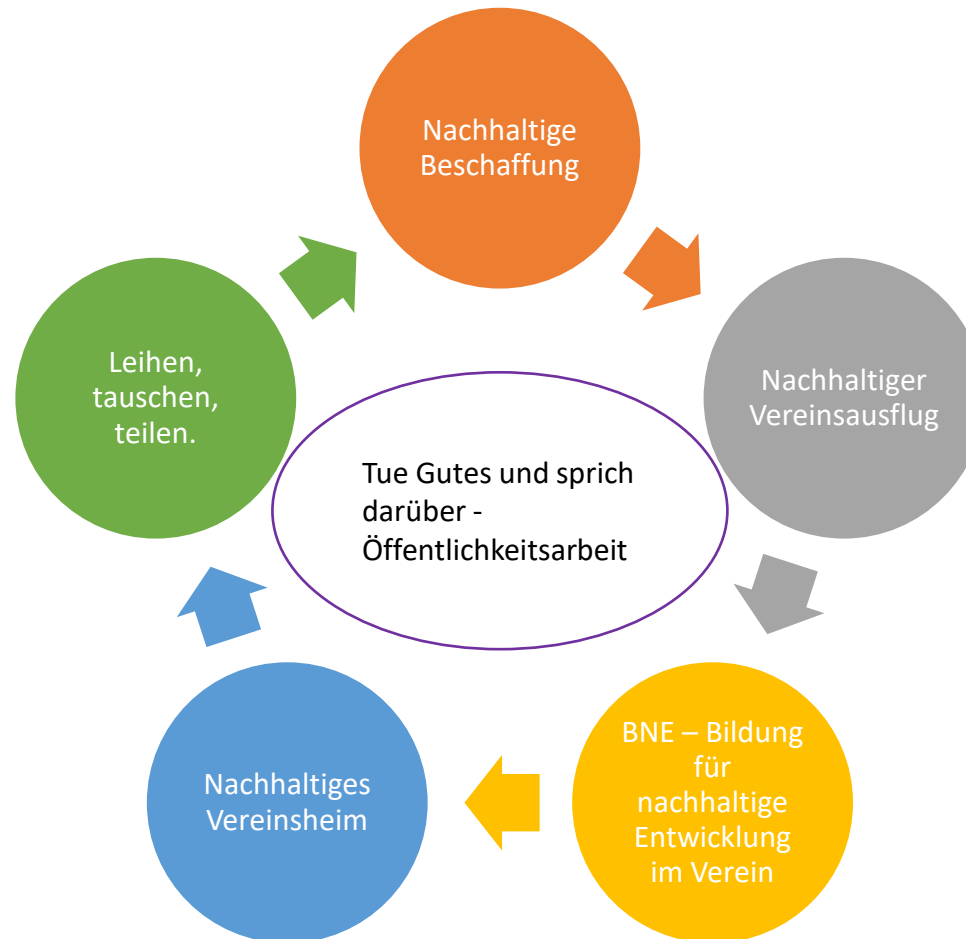 Nachhaltige
Beschaffung
Nachhaltiger
Vereinsausflug
BNE – Bildung
für
nachhaltige
Entwicklung
im Verein
Nachhaltiges
Vereinsheim
Leihen,
tauschen,
teilen.
Tue Gutes und sprich
darüber -
Öffentlichkeitsarbeit